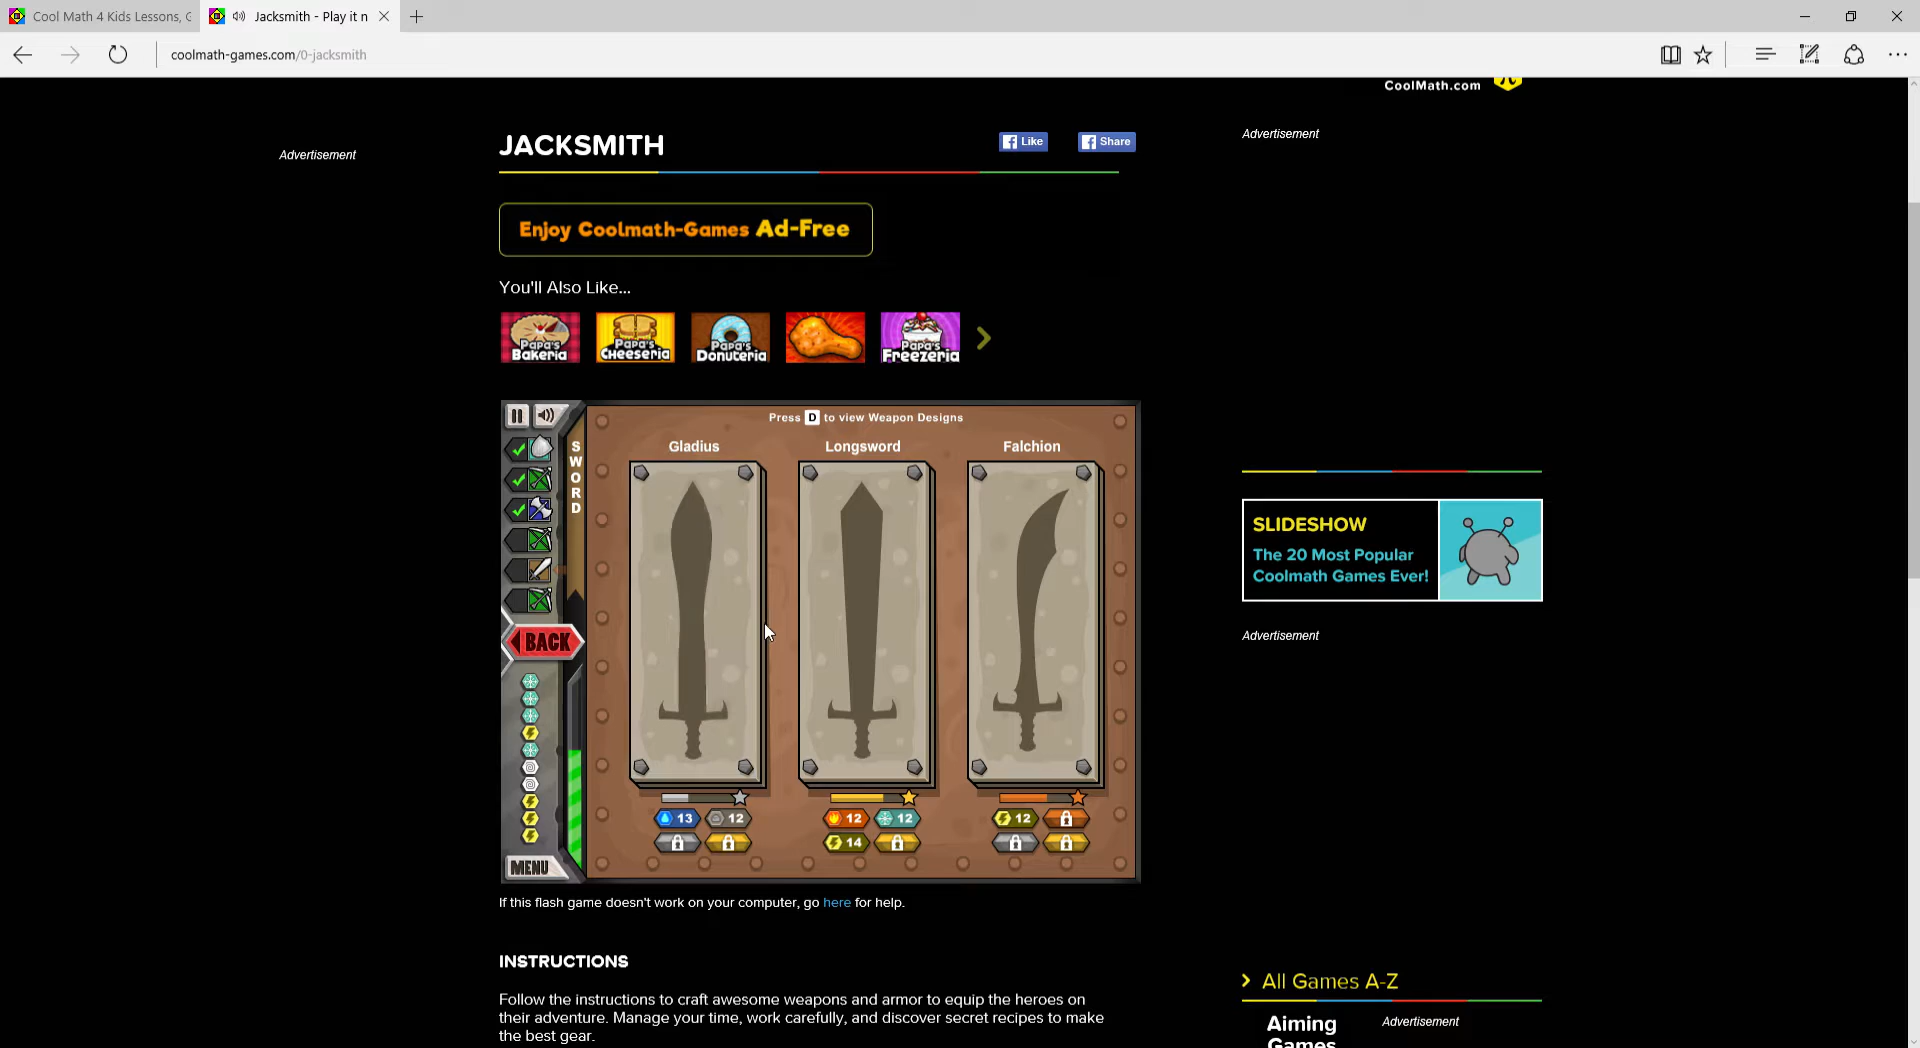 Cool Math 4 Kids Lessons, G
Jacksmith - Play it n
coolmath-games.com/0-jacksmith
CoolMath.com
Advertisement
JACKSMITH
Like
Share
Advertisement
Enjoy Coolmath-Games Ad-Free
You'll Also Like...
Papa's Bakeria
Papa's Cheeseria
Papa's Donuteria
Papa's Freezeria
Press D to view Weapon Designs
SWORD
Gladius
Longsword
Falchion
BACK
13
12
12
12
14
12
MENU
SLIDESHOW
The 20 Most Popular
Coolmath Games Ever!
Advertisement
If this flash game doesn't work on your computer, go here for help.
INSTRUCTIONS
Follow the instructions to craft awesome weapons and armor to equip the heroes on
their adventure. Manage your time, work carefully, and discover secret recipes to make
the best gear.
All Games A-Z
Aiming
Games
Advertisement